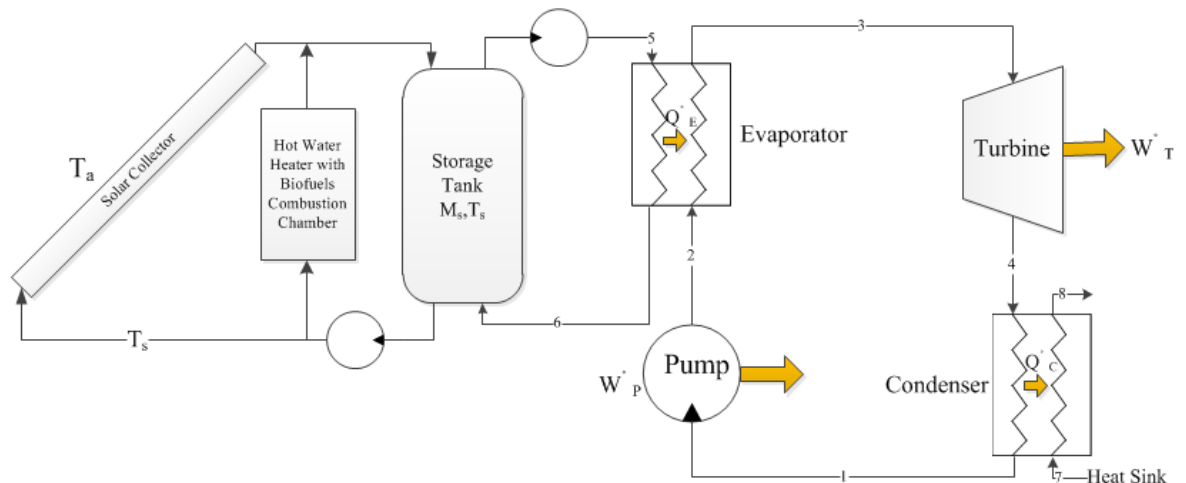 3
5
Q°E
Evaporator
Turbine
W°T
Ta
Solar Collector
Hot Water
Heater with
Biofuels
Combustion
Chamber
Storage
Tank
Ms,Ts
2
4
8
6
Ts
Pump
W°P
Q°C
Condenser
1
7
Heat Sink